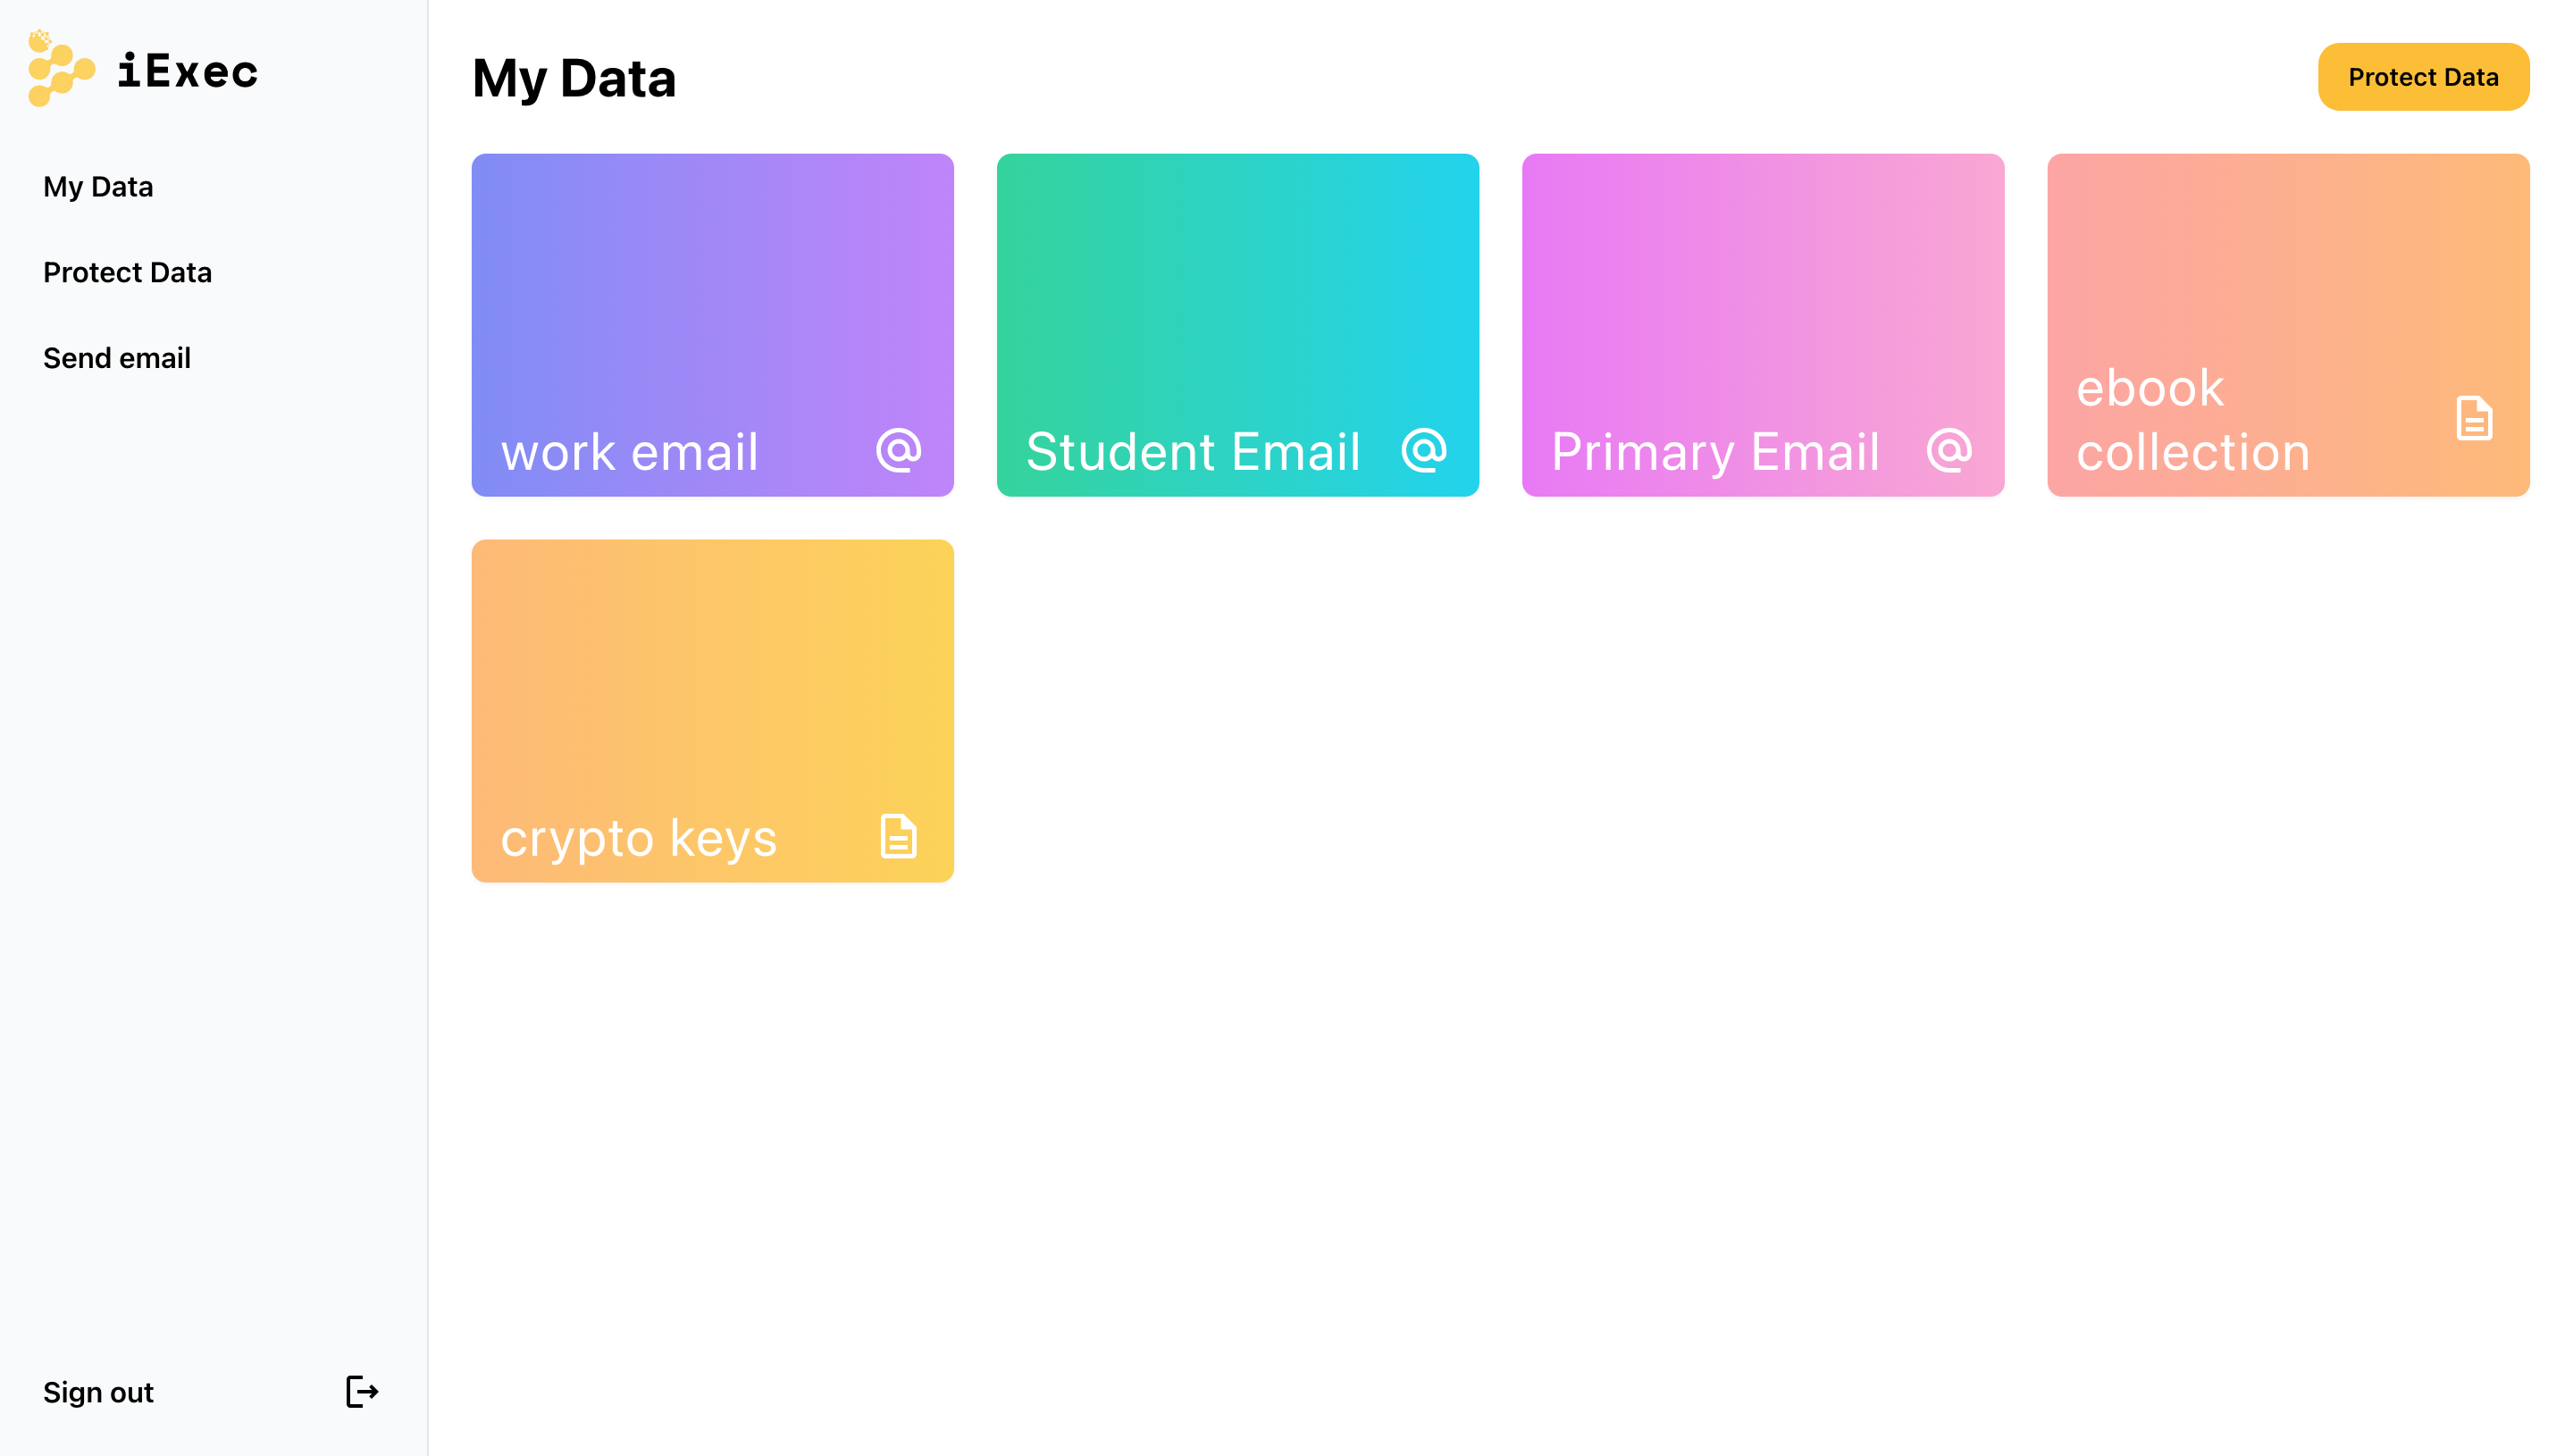 iExec
My Data
Protect Data
Send email
Sign out
My Data
Protect Data
work email
Student Email
Primary Email
ebook
collection
crypto keys